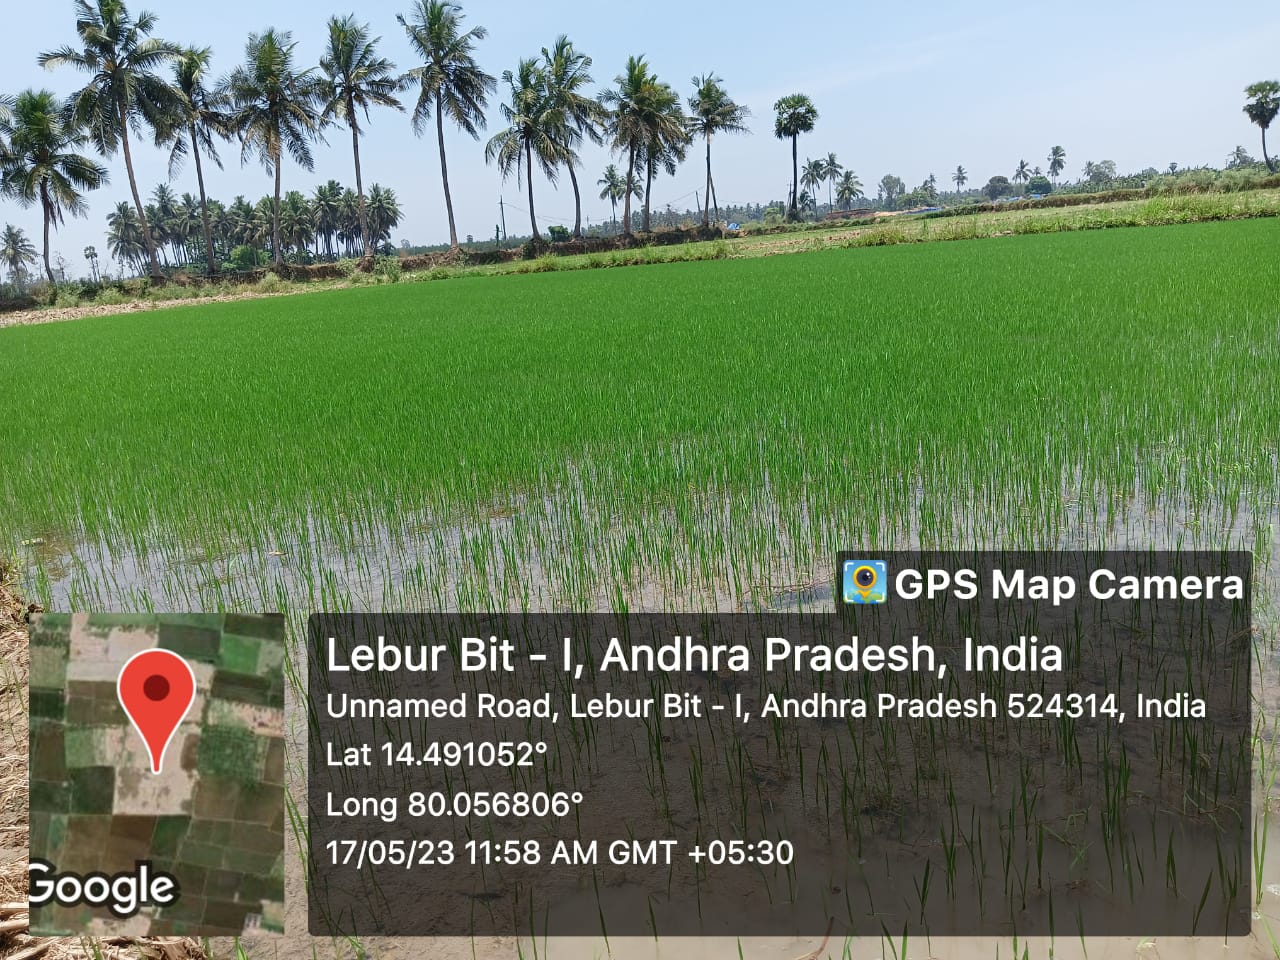 GPS Map Camera
Lebur Bit - I, Andhra Pradesh, India
Unnamed Road, Lebur Bit - I, Andhra Pradesh 524314, India
Lat 14.491052°
Long 80.056806°
17/05/23 11:58 AM GMT +05:30
Google